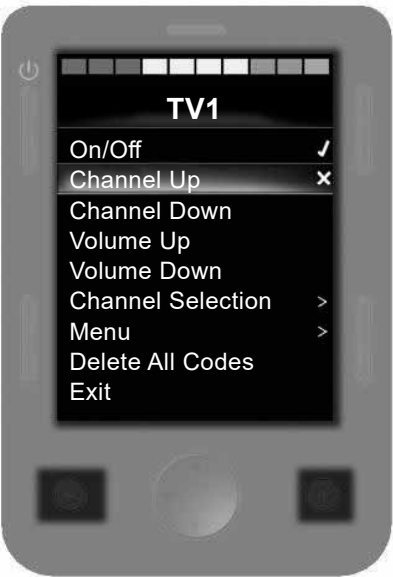 TV1
On/Off
Channel Up
Channel Down
Volume Up
Volume Down
Channel Selection >
Menu >
Delete All Codes
Exit